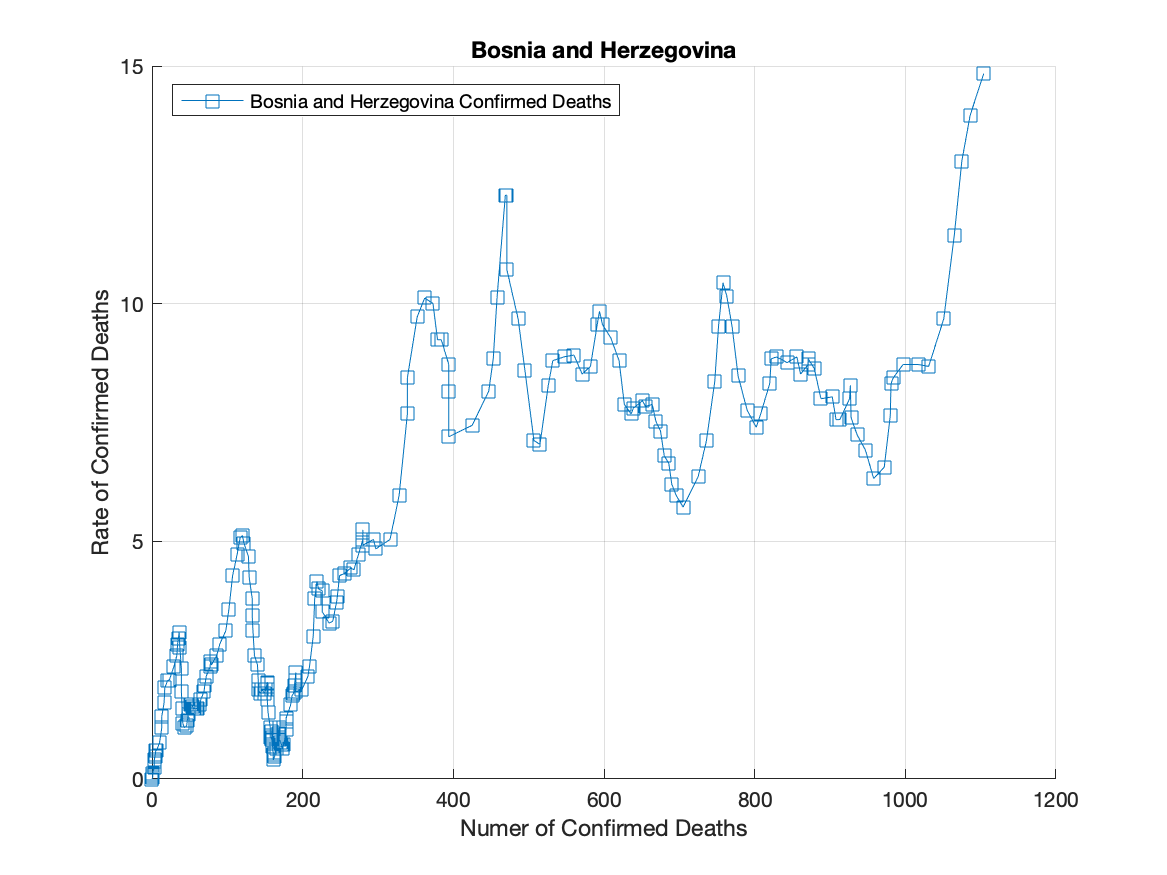 Bosnia and Herzegovina
Bosnia and Herzegovina Confirmed Deaths
Rate of Confirmed Deaths
15
10
5
0
0 200 400 600 800 1000 1200
Numer of Confirmed Deaths